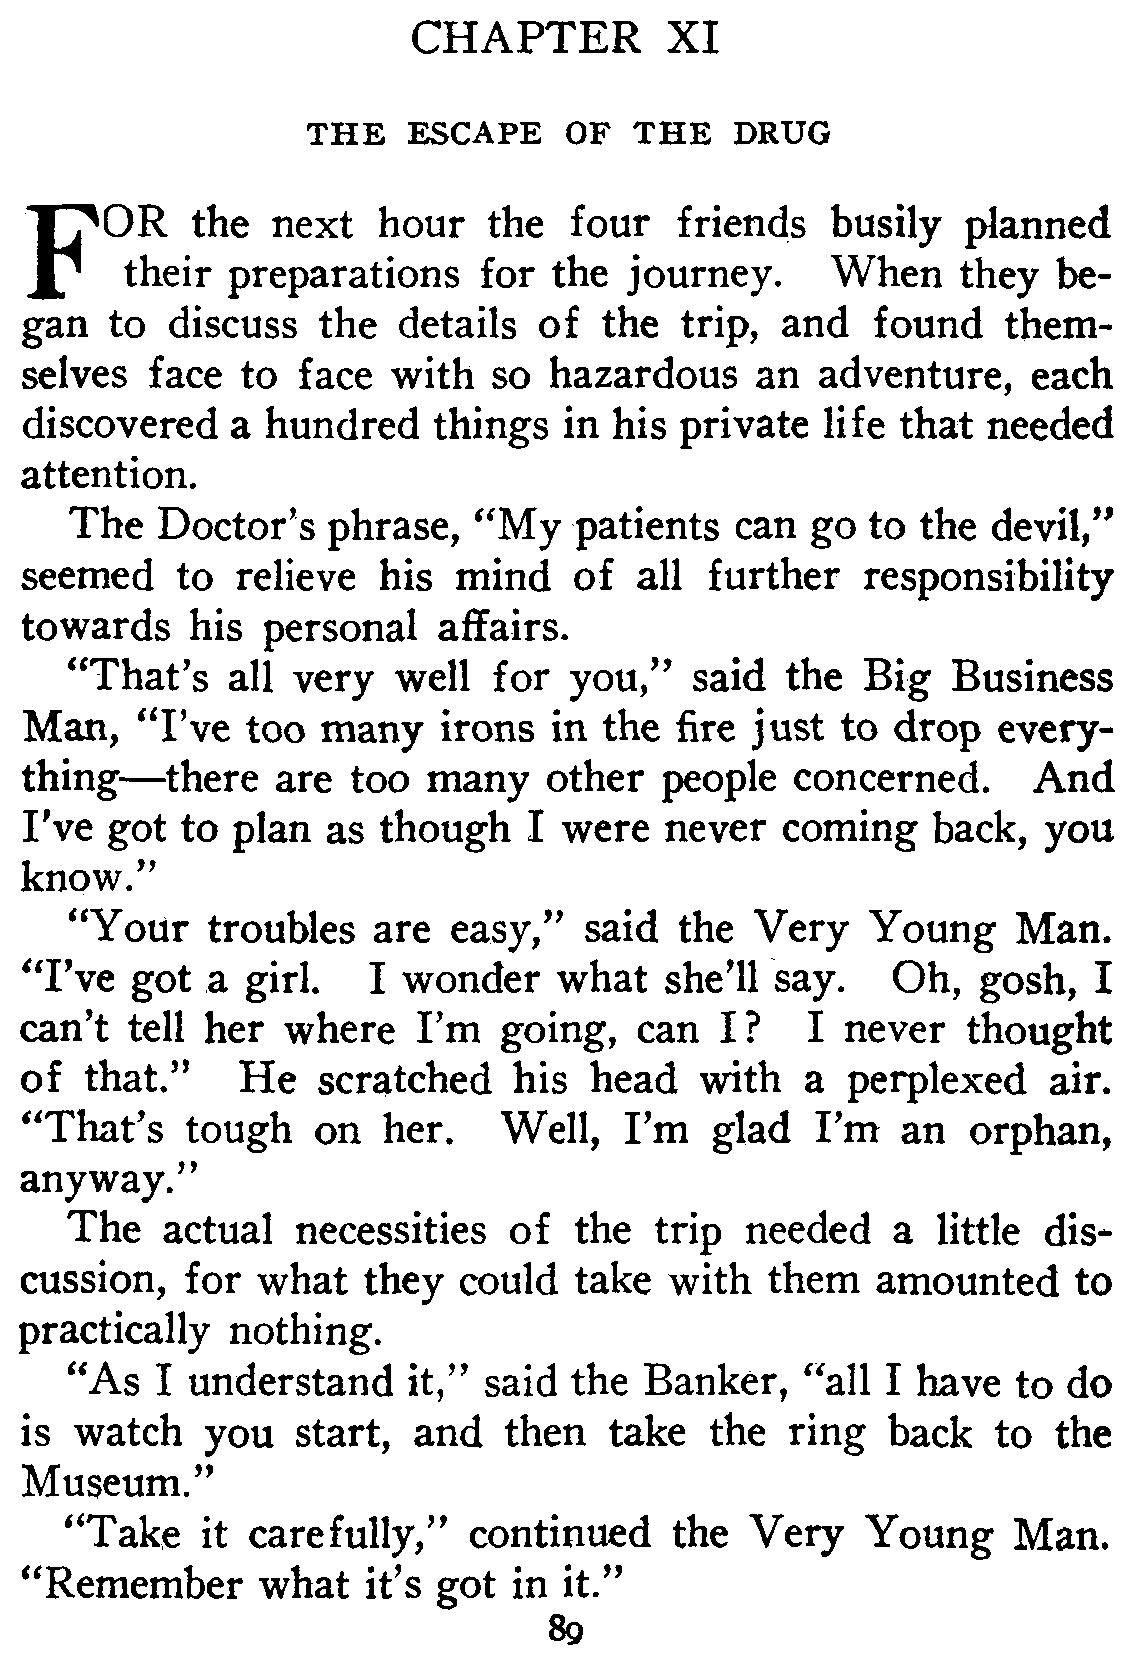 CHAPTER XI
THE ESCAPE OF THE DRUG
FOR the next hour the four friends busily planned
their preparations for the journey. When they be-
gan to discuss the details of the trip, and found them-
selves face to face with so hazardous an adventure, each
discovered a hundred things in his private life that needed
attention.
The Doctor's phrase, “My patients can go to the devil,”
seemed to relieve his mind of all further responsibility
towards his personal affairs.
“That's all very well for you,” said the Big Business
Man, “I've too many irons in the fire just to drop every-
thing—there are too many other people concerned. And
I've got to plan as though I were never coming back, you
know.”
“Your troubles are easy,” said the Very Young Man.
“I've got a girl. I wonder what she'll say. Oh, gosh, I
can't tell her where I'm going, can I? I never thought
of that.” He scratched his head with a perplexed air.
“That's tough on her. Well, I'm glad I'm an orphan,
anyway.”
The actual necessities of the trip needed a little dis-
cussion, for what they could take with them amounted to
practically nothing.
“As I understand it,” said the Banker, “all I have to do
is watch you start, and then take the ring back to the
Museum.”
“Take it carefully,” continued the Very Young Man.
“Remember what it's got in it.”
89